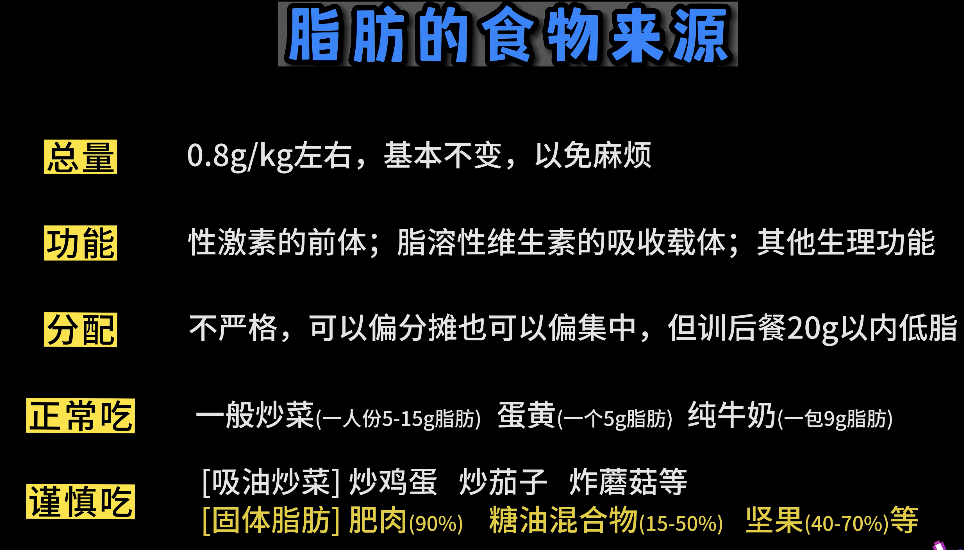 脂肪的食物来源
总量 0.8g/kg左右，基本不变，以免麻烦
功能 性激素的前体；脂溶性维生素的吸收载体；其他生理功能
分配 不严格，可以偏分摊也可以偏集中，但训后餐20g以内低脂
正常吃 一般炒菜(一人份5-15g脂肪) 蛋黄(一个5g脂肪) 纯牛奶(一包9g脂肪)
谨慎吃 [吸油炒菜] 炒鸡蛋 炒茄子 炸蘑菇等
[固体脂肪] 肥肉(90%) 糖油混合物(15-50%) 坚果(40-70%)等